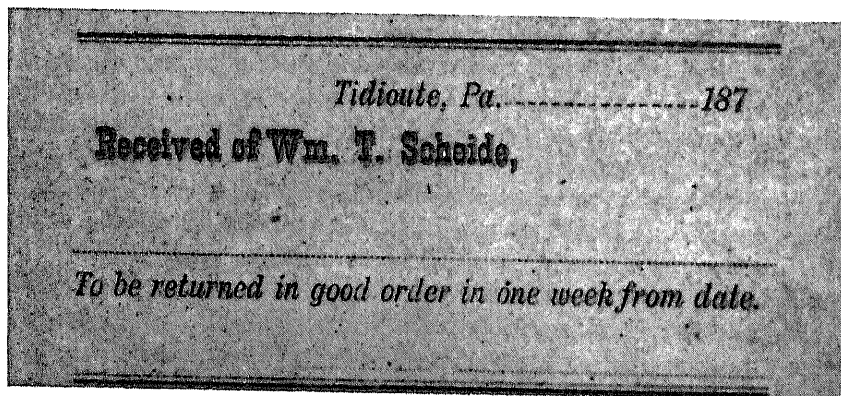 Tidioute, Pa.----------------187
Received of Wm. T. Scheide,
To be returned in good order in one week from date.